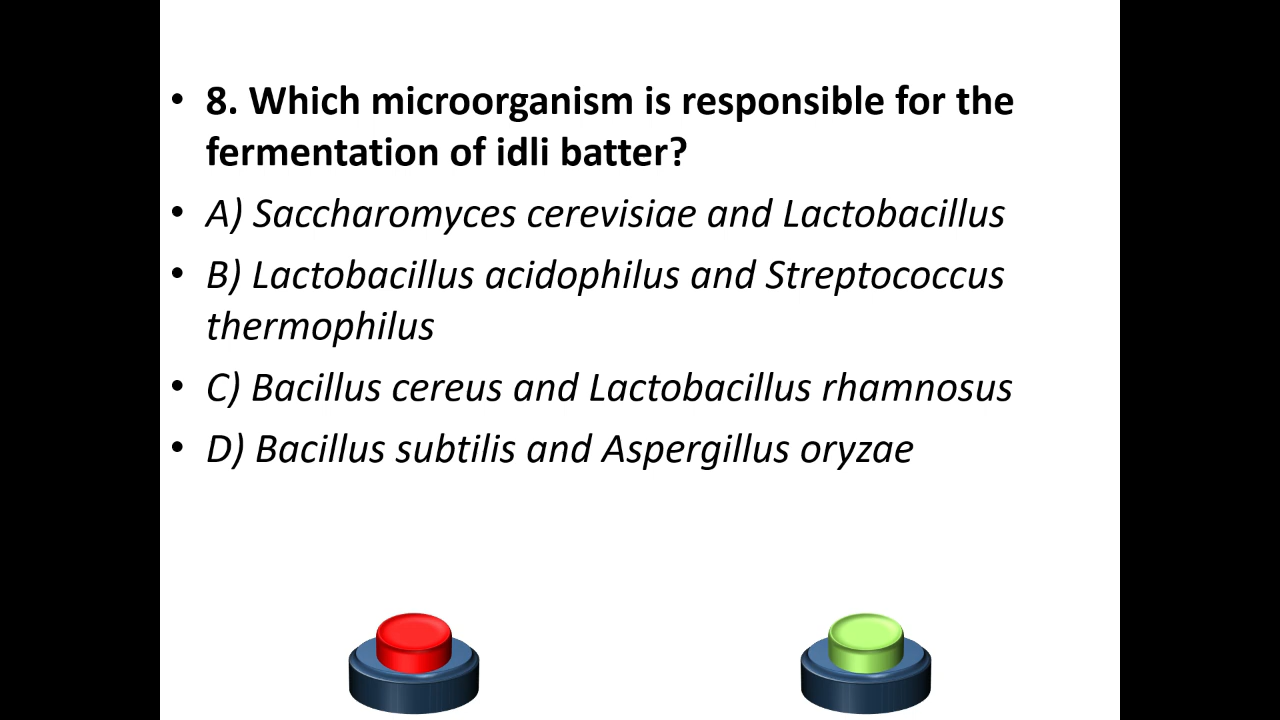 • 8. Which microorganism is responsible for the
fermentation of idli batter?
• A) Saccharomyces cerevisiae and Lactobacillus
• B) Lactobacillus acidophilus and Streptococcus
thermophilus
• C) Bacillus cereus and Lactobacillus rhamnosus
• D) Bacillus subtilis and Aspergillus oryzae